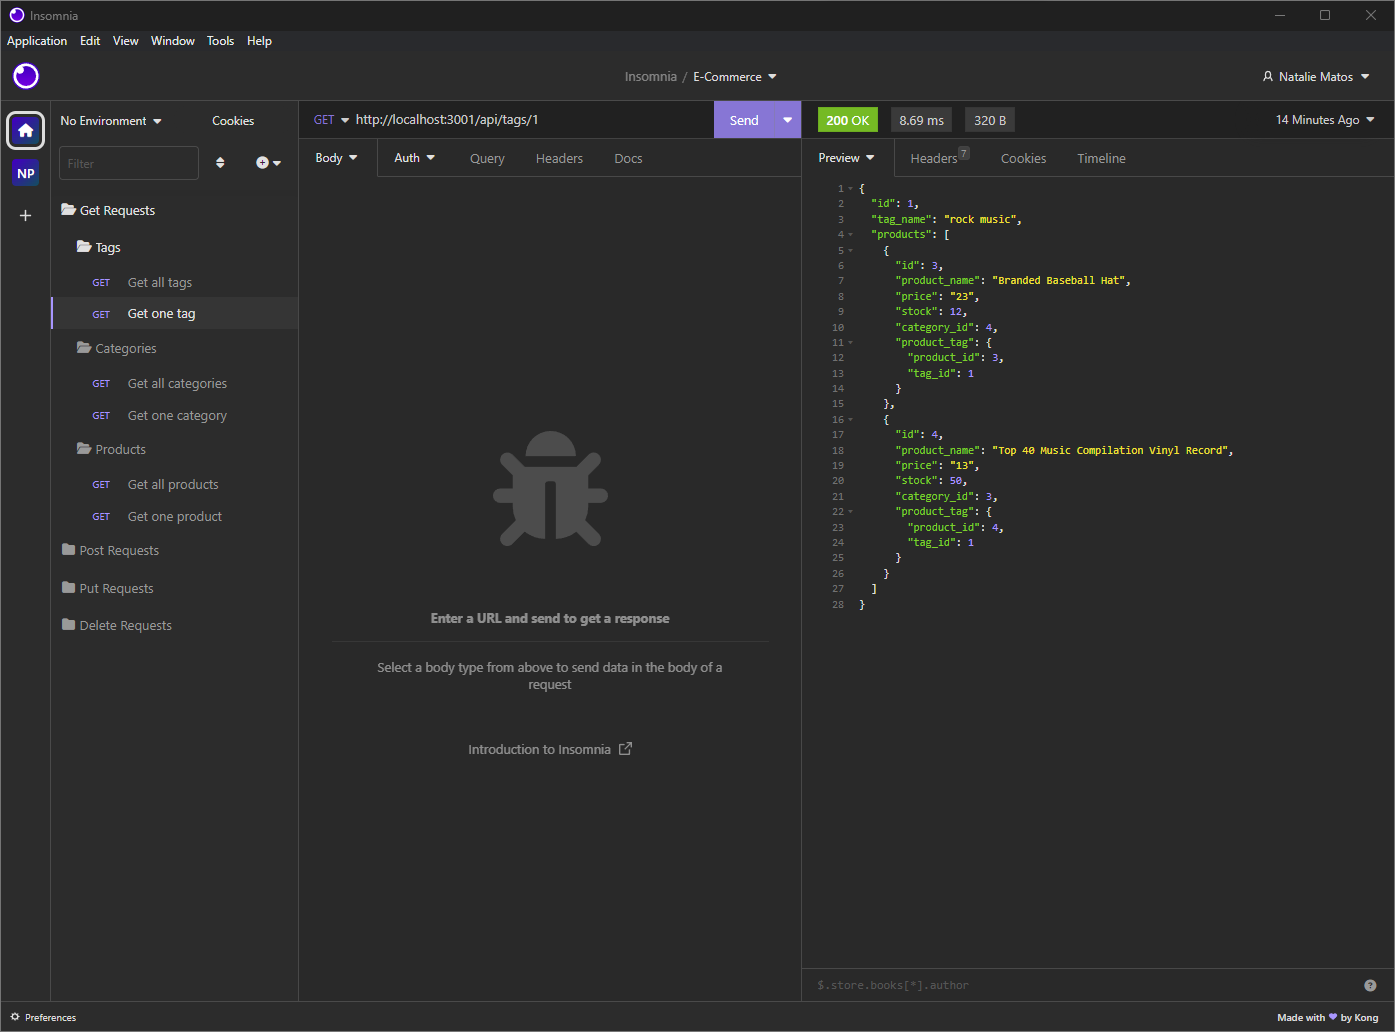 Insomnia
Application Edit View Window Tools Help
Insomnia / E-Commerce
Natalie Matos
No Environment Cookies
Filter
NP
Get Requests
Tags
GET Get all tags
GET Get one tag
Categories
GET Get all categories
GET Get one category
Products
GET Get all products
GET Get one product
Post Requests
Put Requests
Delete Requests
GET http://localhost:3001/api/tags/1 Send
Body Auth Query Headers Docs
Enter a URL and send to get a response
Select a body type from above to send data in the body of a
request
Introduction to Insomnia
200 OK 8.69 ms 320 B 14 Minutes Ago
Preview Headers 7 Cookies Timeline
1 {
2 "id": 1,
3 "tag_name": "rock music",
4 "products": [
5 {
6 "id": 3,
7 "product_name": "Branded Baseball Hat",
8 "price": "23",
9 "stock": 12,
10 "category_id": 4,
11 "product_tag": {
12 "product_id": 3,
13 "tag_id": 1
14 }
15 },
16 {
17 "id": 4,
18 "product_name": "Top 40 Music Compilation Vinyl Record",
19 "price": "13",
20 "stock": 50,
21 "category_id": 3,
22 "product_tag": {
23 "product_id": 4,
24 "tag_id": 1
25 }
26 }
27 ]
28 }
$.store.books[*].author
Preferences
Made with ❤ by Kong